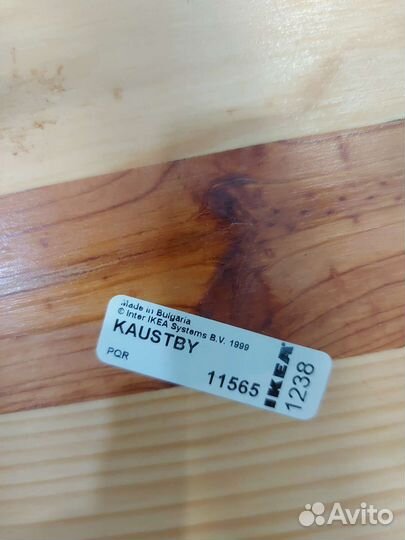 Made in Bulgaria
© Inter IKEA Systems B.V. 1999
KAUSTBY
PQR
11565
IKEA
1238
Avito